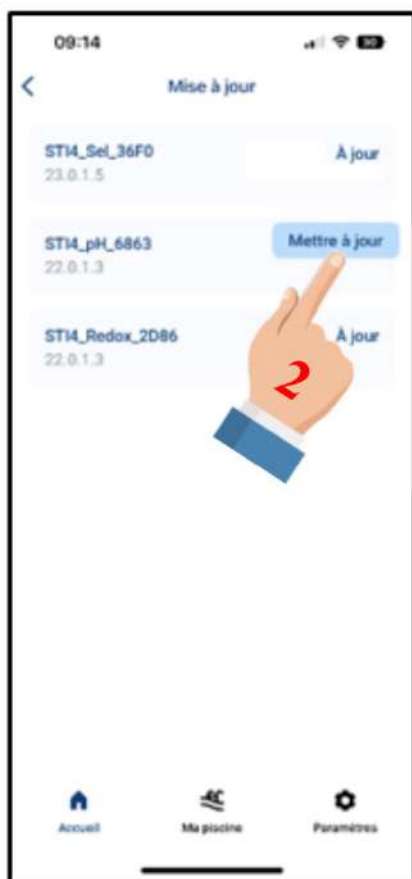 09:14
30
Mise à jour
STI4_Sel_36F0 À jour
23.0.1.5
STI4_pH_6863 Mettre à jour
22.0.1.3
STI4_Redox_2D86 À jour
22.0.1.3
2
Accueil Ma piscine Paramètres